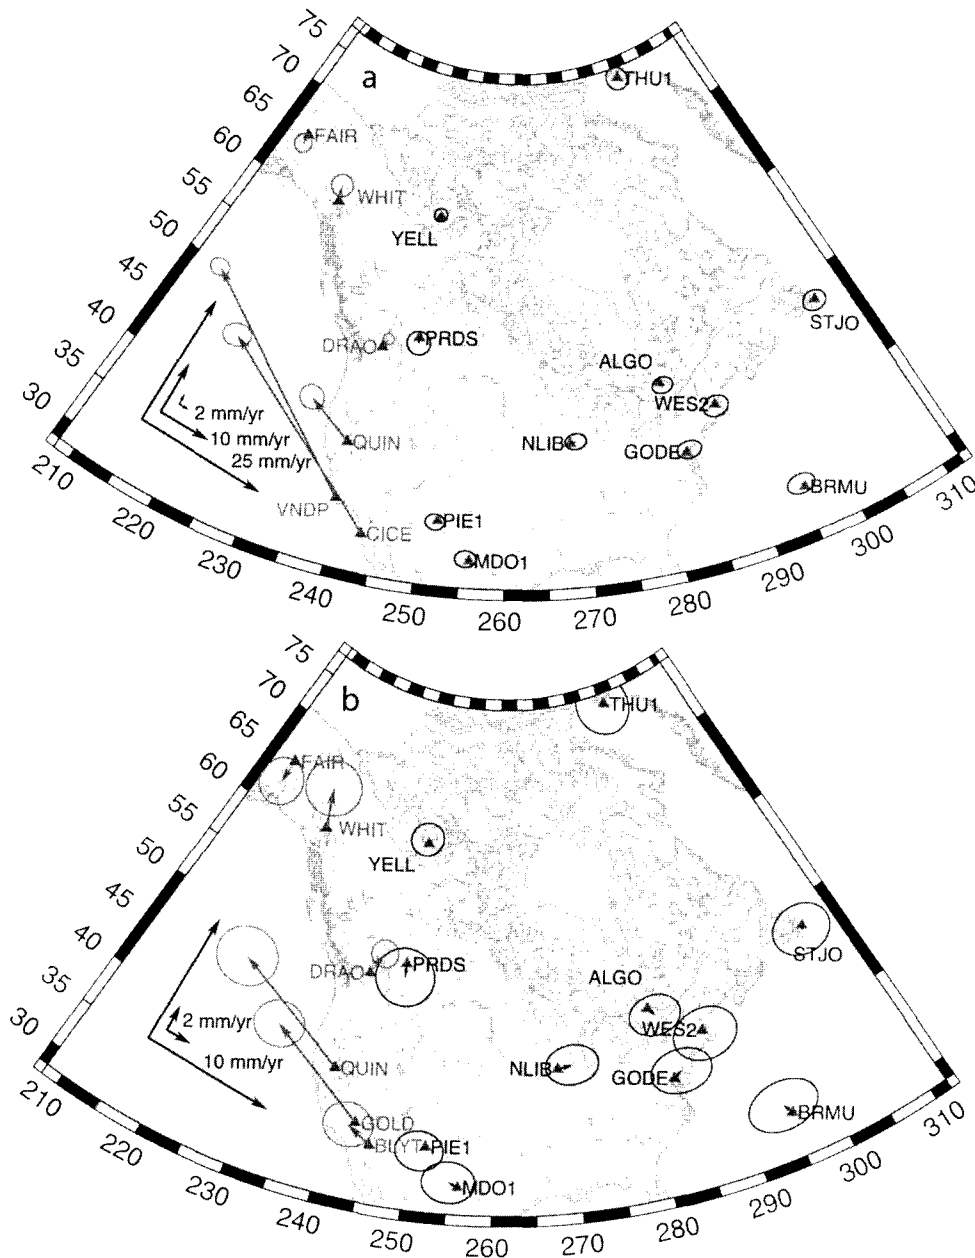 75
70
65
60
55
50
45
40
35
30
210
220
230
240
250
260
270
280
290
300
310
a
THU1
FAIR
WHIT
YELL
STJO
DRAO
PRDS
ALGO
WES2
2 mm/yr
10 mm/yr
25 mm/yr
QUIN
NLIB
GODE
BRMU
VNDP
PIE1
CICE
MDO1
75
70
65
60
55
50
45
40
35
30
210
220
230
240
250
260
270
280
290
300
310
b
THU1
FAIR
WHIT
YELL
STJO
DRAO
PRDS
ALGO
WES2
2 mm/yr
10 mm/yr
QUIN
NLIB
GODE
BRMU
GOLD
BLYT
PIE1
MDO1